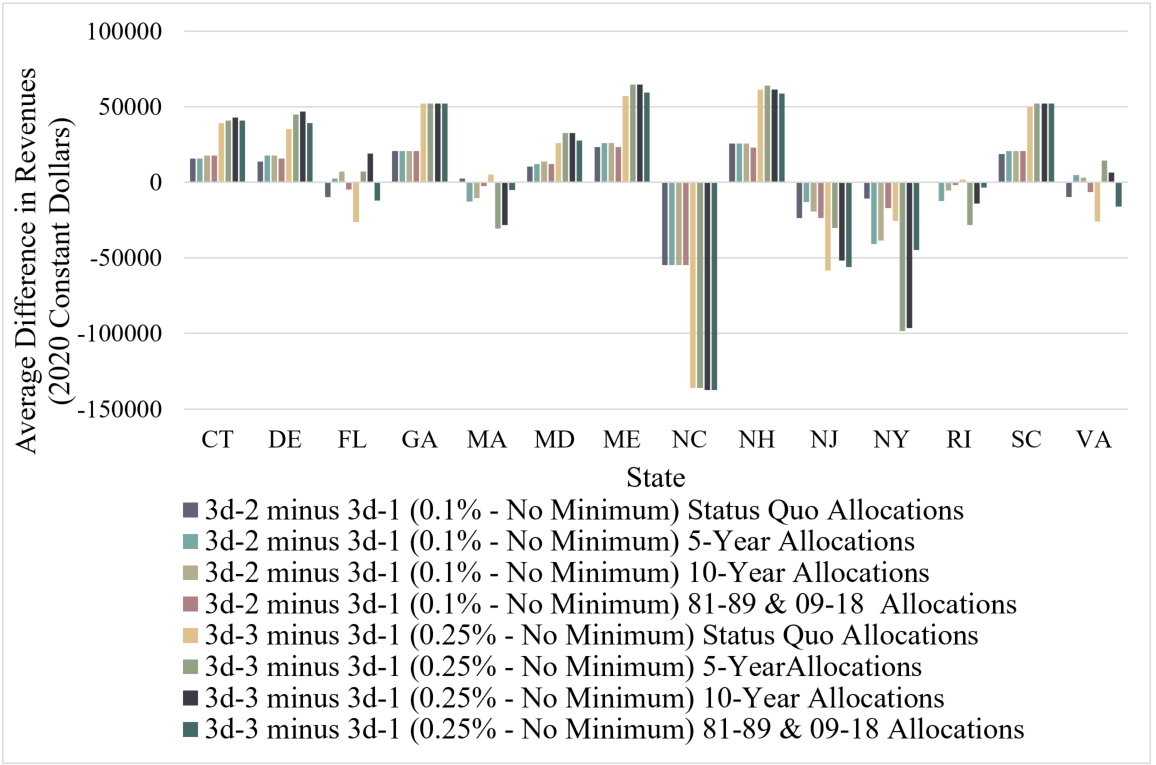 Average Difference in Revenues
(2020 Constant Dollars)
100000
50000
0
-50000
-100000
-150000
CT DE FL GA MA MD ME NC NH NJ NY RI SC VA
State
3d-2 minus 3d-1 (0.1% - No Minimum) Status Quo Allocations
3d-2 minus 3d-1 (0.1% - No Minimum) 5-Year Allocations
3d-2 minus 3d-1 (0.1% - No Minimum) 10-Year Allocations
3d-2 minus 3d-1 (0.1% - No Minimum) 81-89 & 09-18  Allocations
3d-3 minus 3d-1 (0.25% - No Minimum) Status Quo Allocations
3d-3 minus 3d-1 (0.25% - No Minimum) 5-YearAllocations
3d-3 minus 3d-1 (0.25% - No Minimum) 10-Year Allocations
3d-3 minus 3d-1 (0.25% - No Minimum) 81-89 & 09-18 Allocations